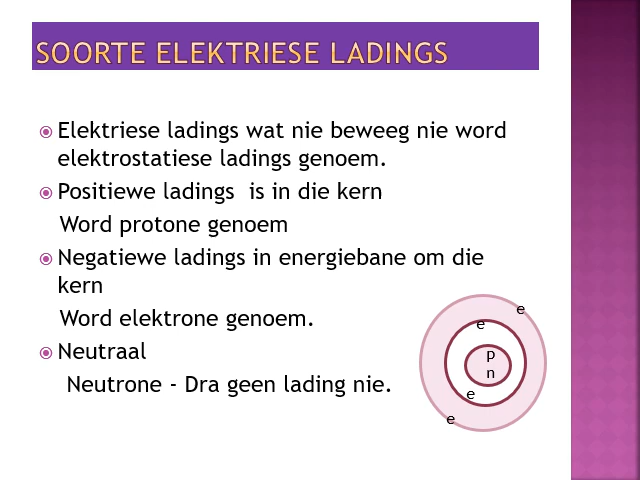 SOORTE ELEKTRIESE LADINGS
Elektriese ladings wat nie beweeg nie word
elektrostatiese ladings genoem.
Positiewe ladings  is in die kern
Word protone genoem
Negatiewe ladings in energiebane om die
kern
Word elektrone genoem.
Neutraal
Neutrone - Dra geen lading nie.
e
e
p
n
e
e